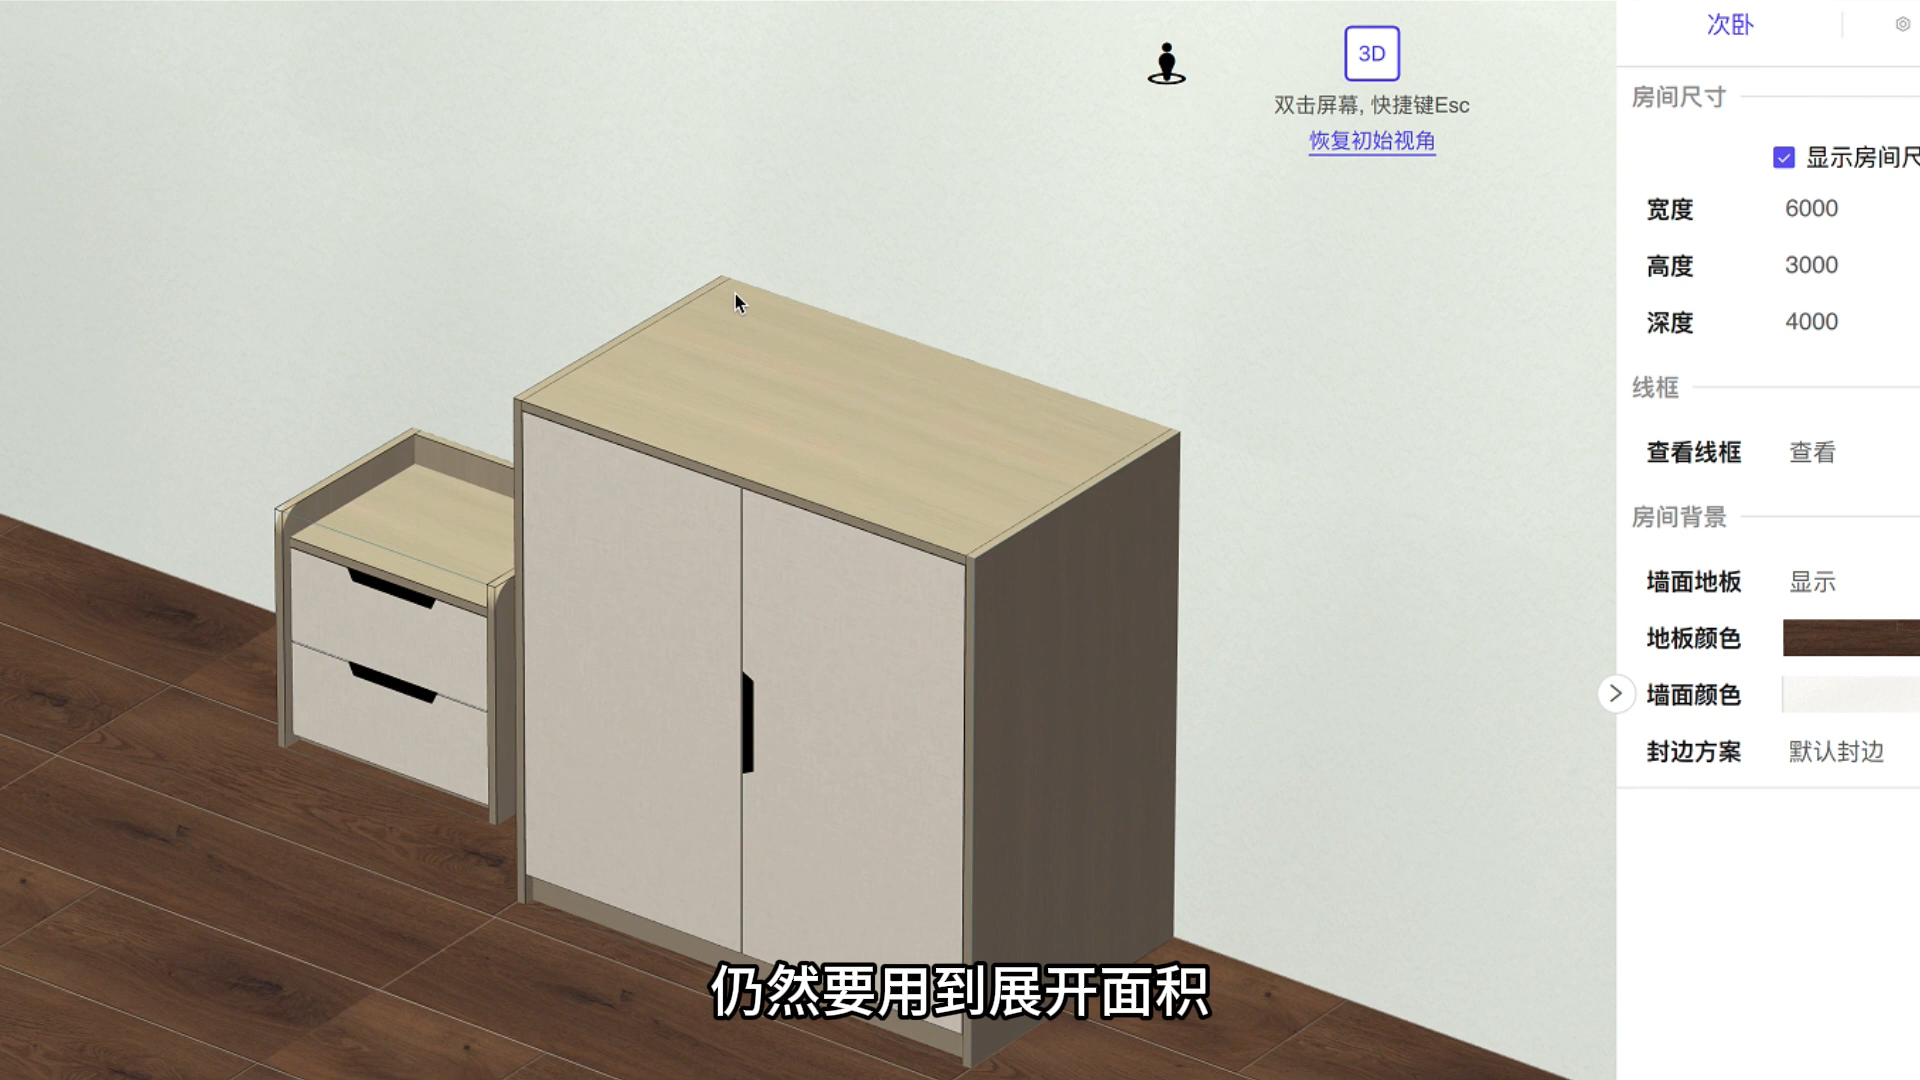 次卧
3D
双击屏幕, 快捷键Esc
恢复初始视角
房间尺寸
显示房间尺
宽度 6000
高度 3000
深度 4000
线框
查看线框 查看
房间背景
墙面地板 显示
地板颜色
墙面颜色
封边方案 默认封边
仍然要用到展开面积